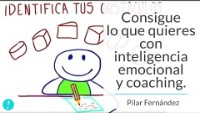 IDENTIFICA TUS
Consigue
lo que quieres
con
inteligencia
emocional
y coaching.
Pilar Fernández